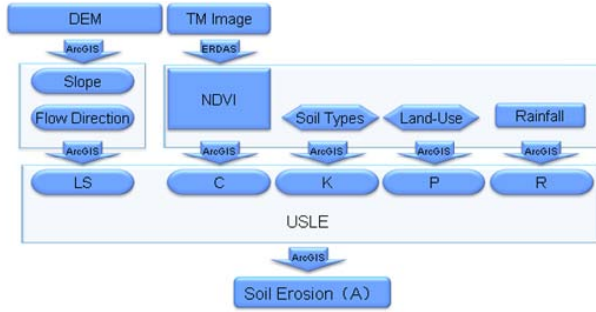 DEM
TM Image
ArcGIS
ERDAS
Slope
Flow Direction
NDVI
Soil Types
Land-Use
Rainfall
ArcGIS
ArcGIS
ArcGIS
ArcGIS
ArcGIS
LS
C
K
P
R
USLE
ArcGIS
Soil Erosion（A）